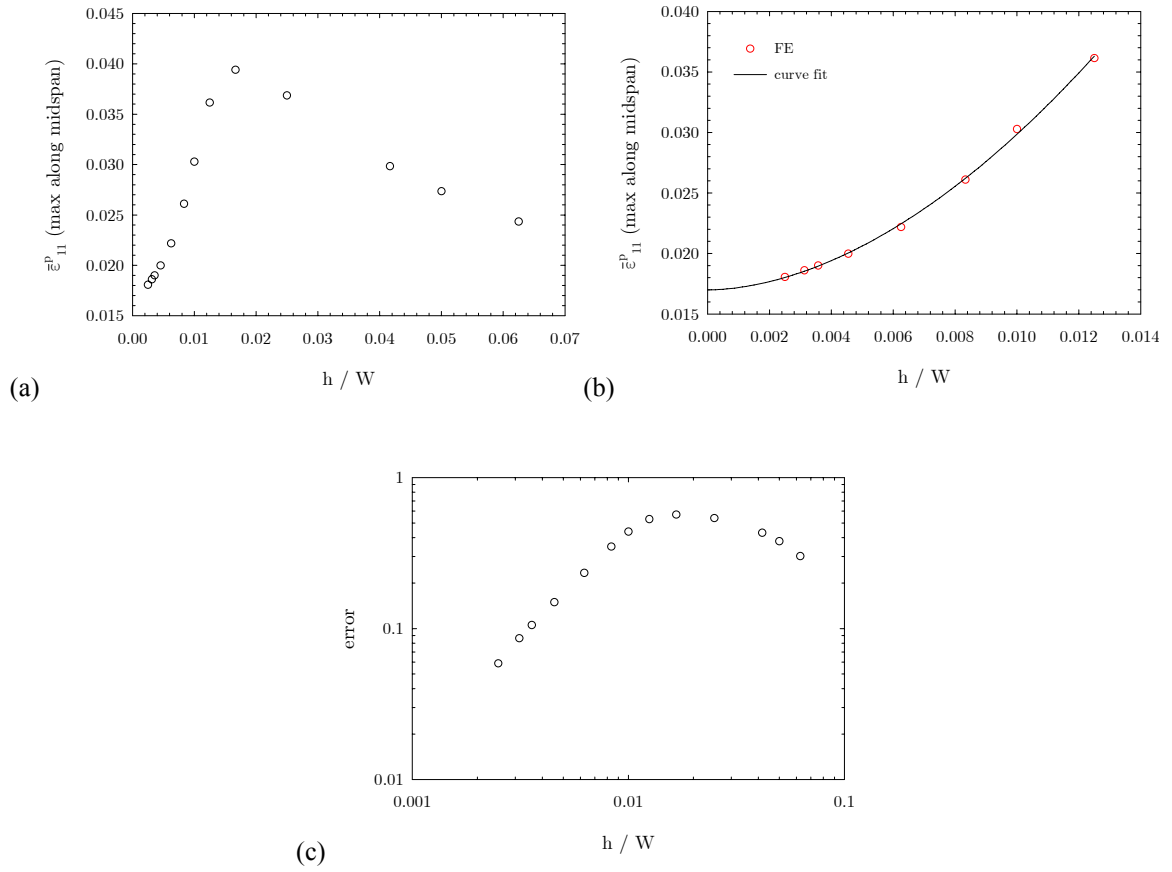 0.045
0.040
0.035
0.030
0.025
0.020
0.015
ε̄ᵖ₁₁ (max along midspan)
0.00 0.01 0.02 0.03 0.04 0.05 0.06 0.07
h / W
(a)
0.040
0.035
0.030
0.025
0.020
0.015
ε̄ᵖ₁₁ (max along midspan)
FE
curve fit
0.000 0.002 0.004 0.006 0.008 0.010 0.012 0.014
h / W
(b)
1
0.1
0.01
error
0.001 0.01 0.1
h / W
(c)